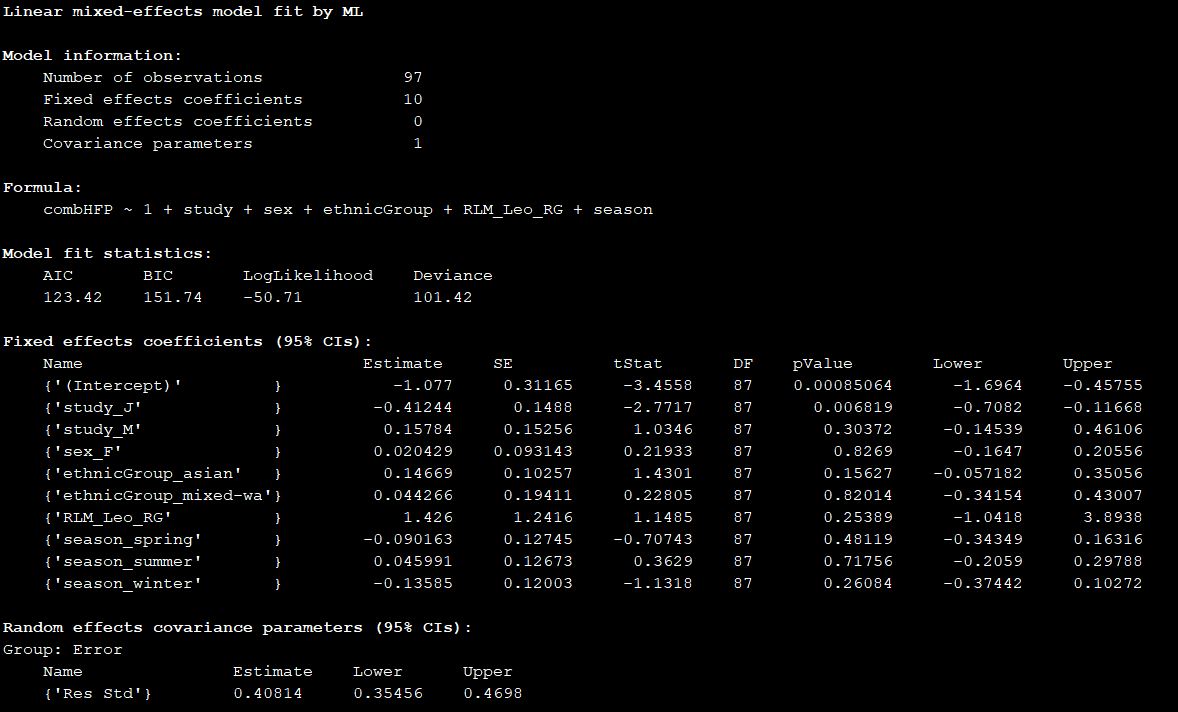 Linear mixed-effects model fit by ML
Model information:
Number of observations 97
Fixed effects coefficients 10
Random effects coefficients 0
Covariance parameters 1
Formula:
combHFP ~ 1 + study + sex + ethnicGroup + RLM_Leo_RG + season
Model fit statistics:
AIC BIC LogLikelihood Deviance
123.42 151.74 -50.71 101.42
Fixed effects coefficients (95% CIs):
Name Estimate SE tStat DF pValue Lower Upper
{'(Intercept)' } -1.077 0.31165 -3.4558 87 0.00085064 -1.6964 -0.45755
{'study_J' } -0.41244 0.1488 -2.7717 87 0.006819 -0.7082 -0.11668
{'study_M' } 0.15784 0.15256 1.0346 87 0.30372 -0.14539 0.46106
{'sex_F' } 0.020429 0.093143 0.21933 87 0.8269 -0.1647 0.20556
{'ethnicGroup_asian' } 0.14669 0.10257 1.4301 87 0.15627 -0.057182 0.35056
{'ethnicGroup_mixed-wa'} 0.044266 0.19411 0.22805 87 0.82014 -0.34154 0.43007
{'RLM_Leo_RG' } 1.426 1.2416 1.1485 87 0.25389 -1.0418 3.8938
{'season_spring' } -0.090163 0.12745 -0.70743 87 0.48119 -0.34349 0.16316
{'season_summer' } 0.045991 0.12673 0.3629 87 0.71756 -0.2059 0.29788
{'season_winter' } -0.13585 0.12003 -1.1318 87 0.26084 -0.37442 0.10272
Random effects covariance parameters (95% CIs):
Group: Error
Name Estimate Lower Upper
{'Res Std'} 0.40814 0.35456 0.4698